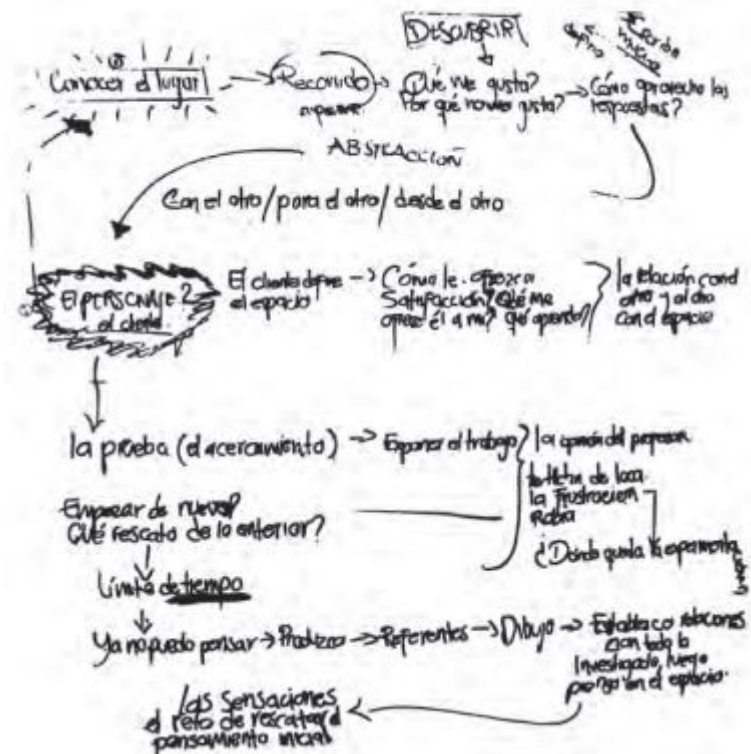 DESCUBRIR
Conocer el lugar
Recorrido
Qué me gusta?
Por qué no me gusta?
Cómo aprovecho las
respuestas?
ABSTRACCIÓN
Con el otro / para el otro / desde el otro
El PERSONAJE 2
el cliente
El cliente define
el espacio
Cómo le ofrezco
Satisfacción? Qué me
ofrece él a mi? qué aprendo?
la relación con el
otro y el otro
con el espacio
la prueba (el acercamiento)
Exponer el trabajo
la opinión del profesor
la frustracion
Rabia
Empezar de nuevo?
Qué rescato de lo anterior?
¿Dónde queda la
Límite de tiempo
Ya no puedo pensar
Produzco
Referentes
Dibujo
Establezco relaciones
con todo lo
Investigado, luego
en el espacio.
Las sensaciones
el reto de rescatar el
pensamiento inicial